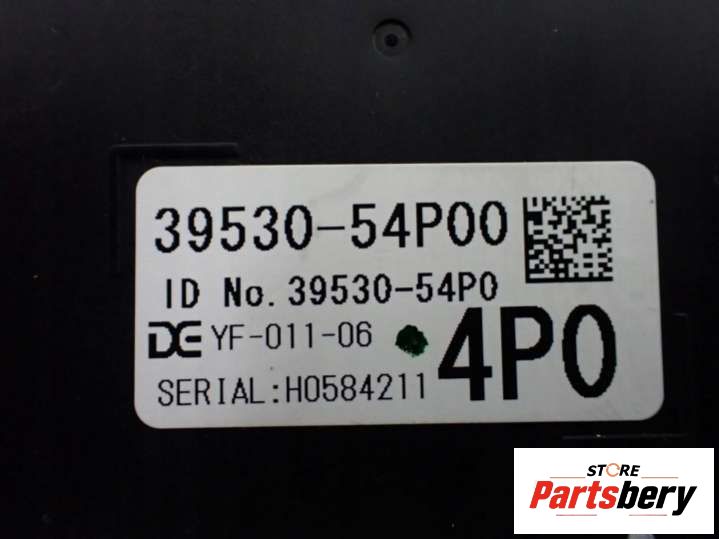 39530-54P00
ID No. 39530-54P0
DE YF-011-06
4P0
SERIAL:H0584211
STORE
Partsbery